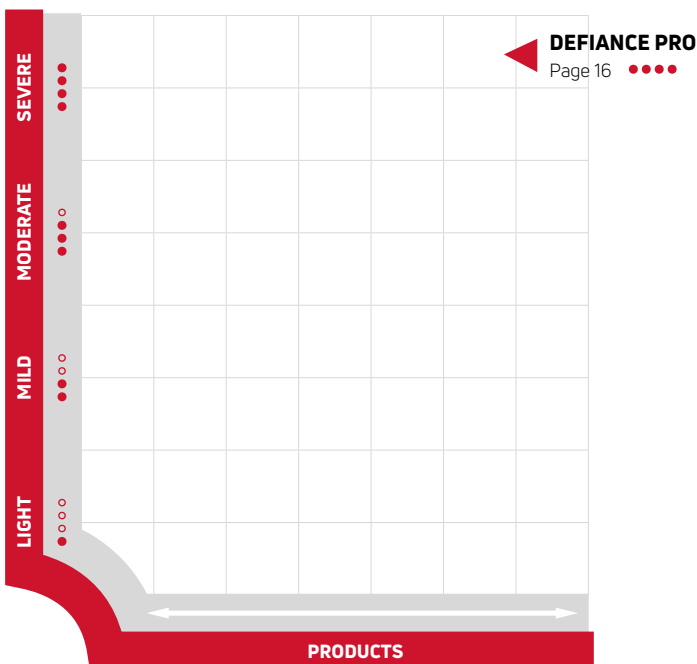 DEFIANCE PRO
Page 16
SEVERE
MODERATE
MILD
LIGHT
PRODUCTS